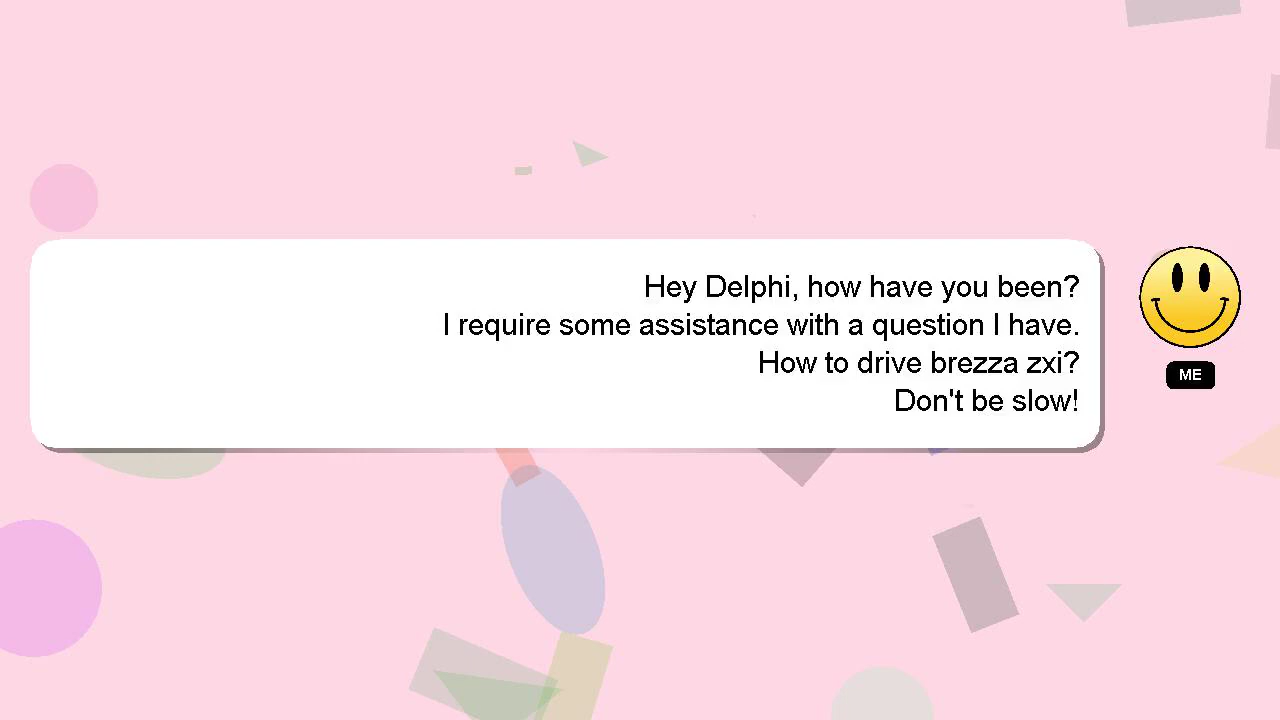 Hey Delphi, how have you been?
I require some assistance with a question I have.
How to drive brezza zxi?
Don't be slow!
ME